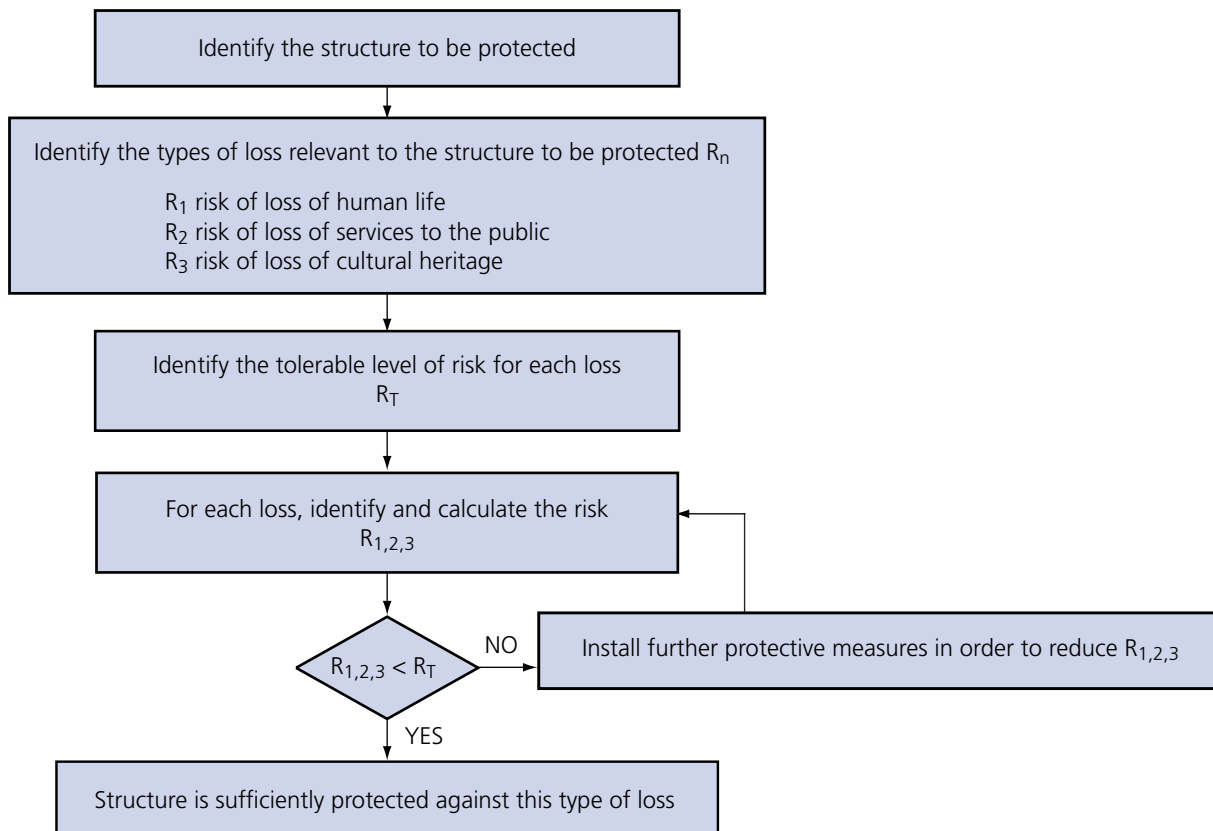 Identify the structure to be protected
Identify the types of loss relevant to the structure to be protected Rn
R1 risk of loss of human life
R2 risk of loss of services to the public
R3 risk of loss of cultural heritage
Identify the tolerable level of risk for each loss
RT
For each loss, identify and calculate the risk
R1,2,3
R1,2,3 < RT
NO
Install further protective measures in order to reduce R1,2,3
YES
Structure is sufficiently protected against this type of loss